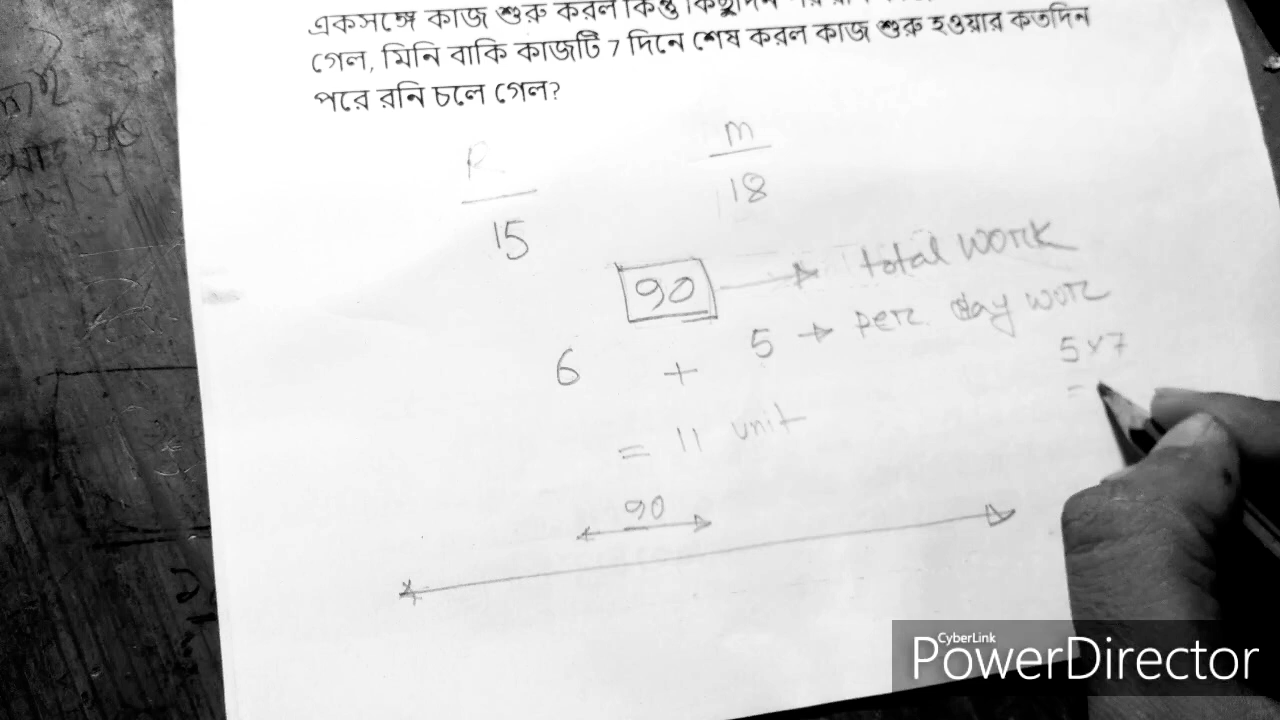 একসঙ্গে কাজ শুরু করল কিন্তু কিছুদিন
গেল, মিনি বাকি কাজটি 7 দিনে শেষ করল কাজ শুরু হওয়ার কতদিন
পরে রনি চলে গেল?
R m
15 18
90 → total work
6 + 5 → per day work
5×7
=
= 11 unit
90
CyberLink
PowerDirector